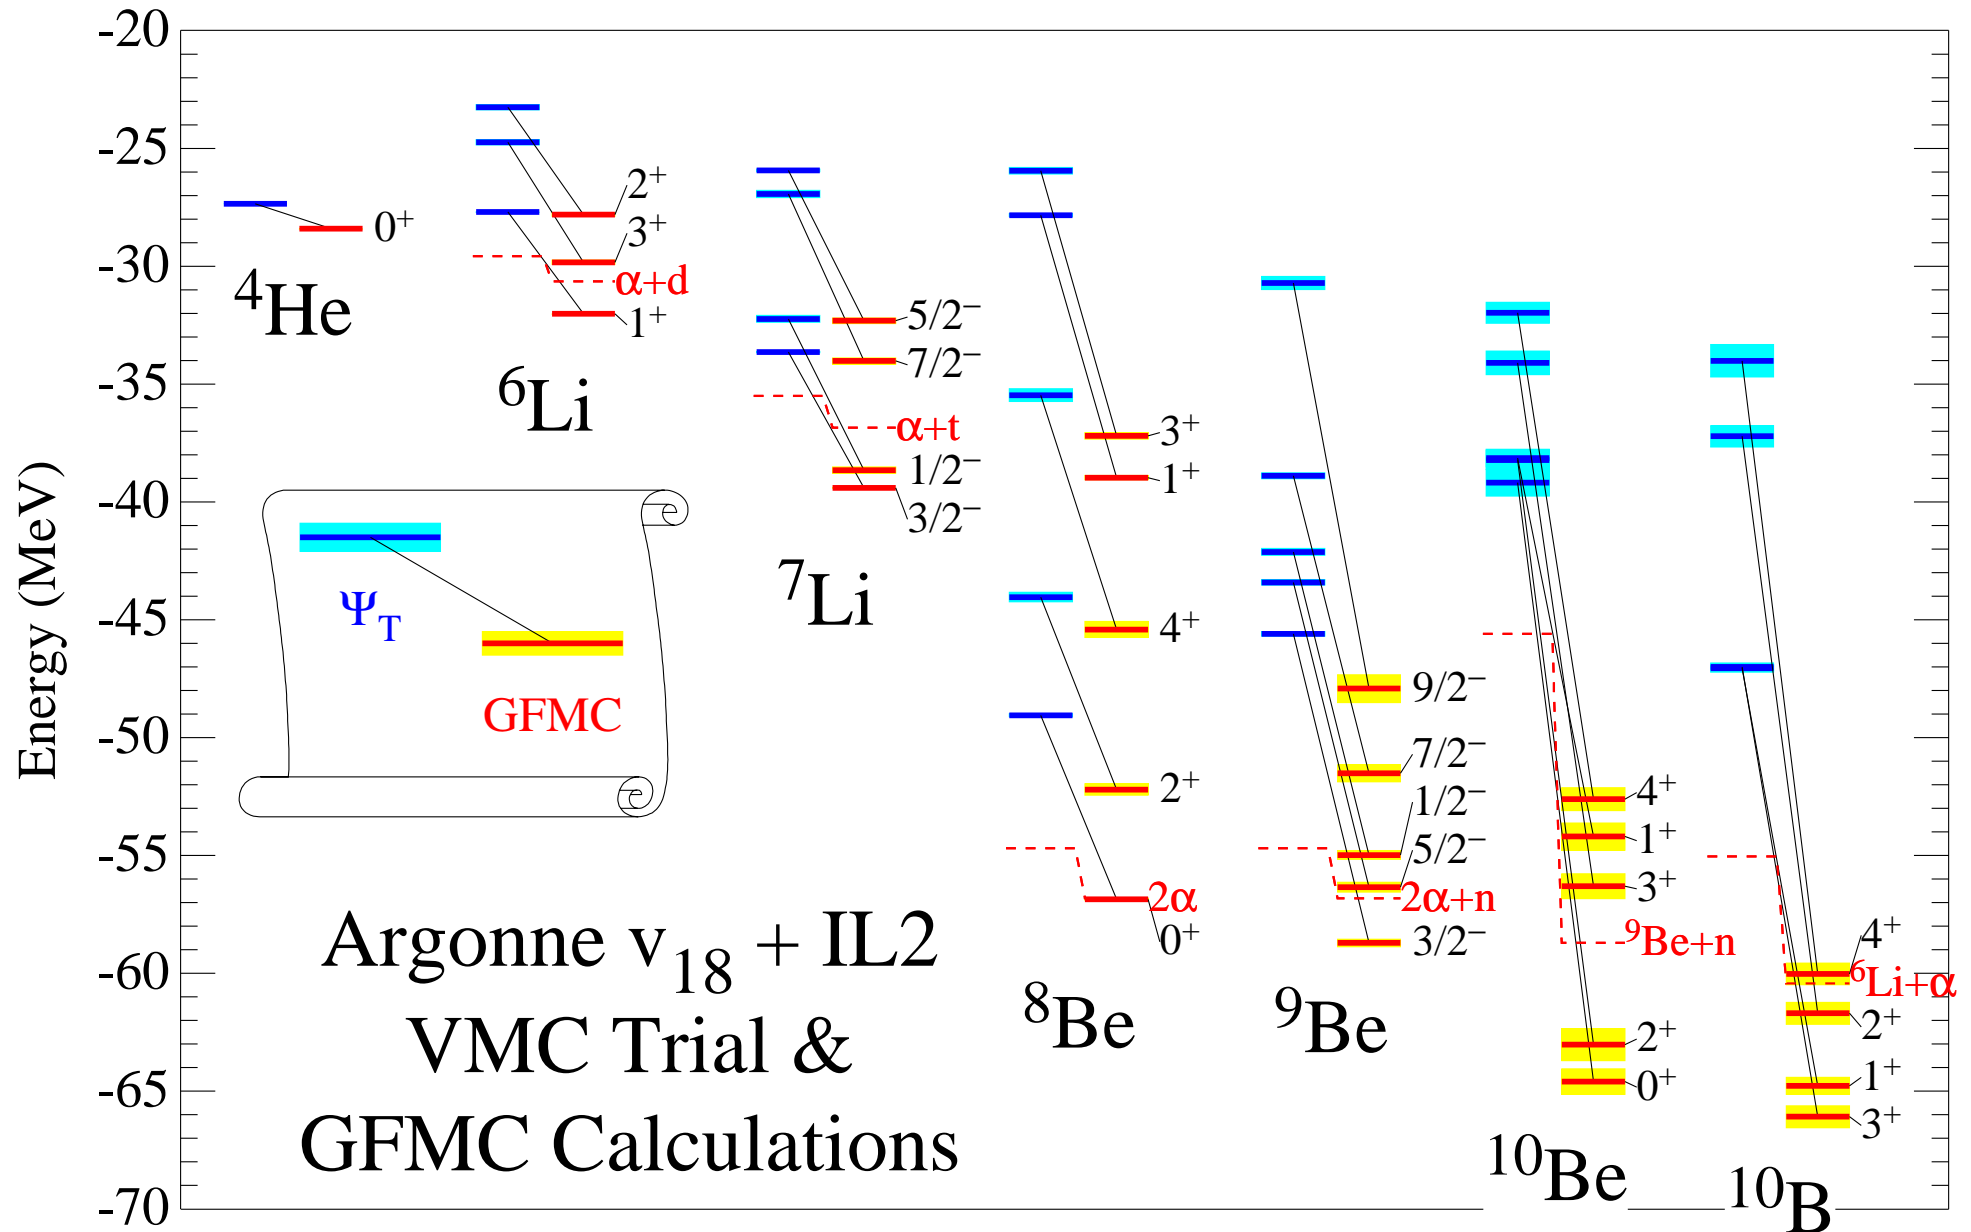 Energy (MeV)
-20
-25
-30
-35
-40
-45
-50
-55
-60
-65
-70
0⁺
⁴He
2⁺
3⁺
α+d
1⁺
⁶Li
5/2⁻
7/2⁻
α+t
1/2⁻
3/2⁻
⁷Li
3⁺
1⁺
4⁺
2⁺
2α
0⁺
⁸Be
9/2⁻
7/2⁻
1/2⁻
5/2⁻
2α+n
3/2⁻
⁹Be
4⁺
1⁺
3⁺
⁹Be+n
2⁺
0⁺
¹⁰Be
4⁺
⁶Li+α
2⁺
1⁺
3⁺
¹⁰B
Ψ_T
GFMC
Argonne v₁₈ + IL2
VMC Trial &
GFMC Calculations